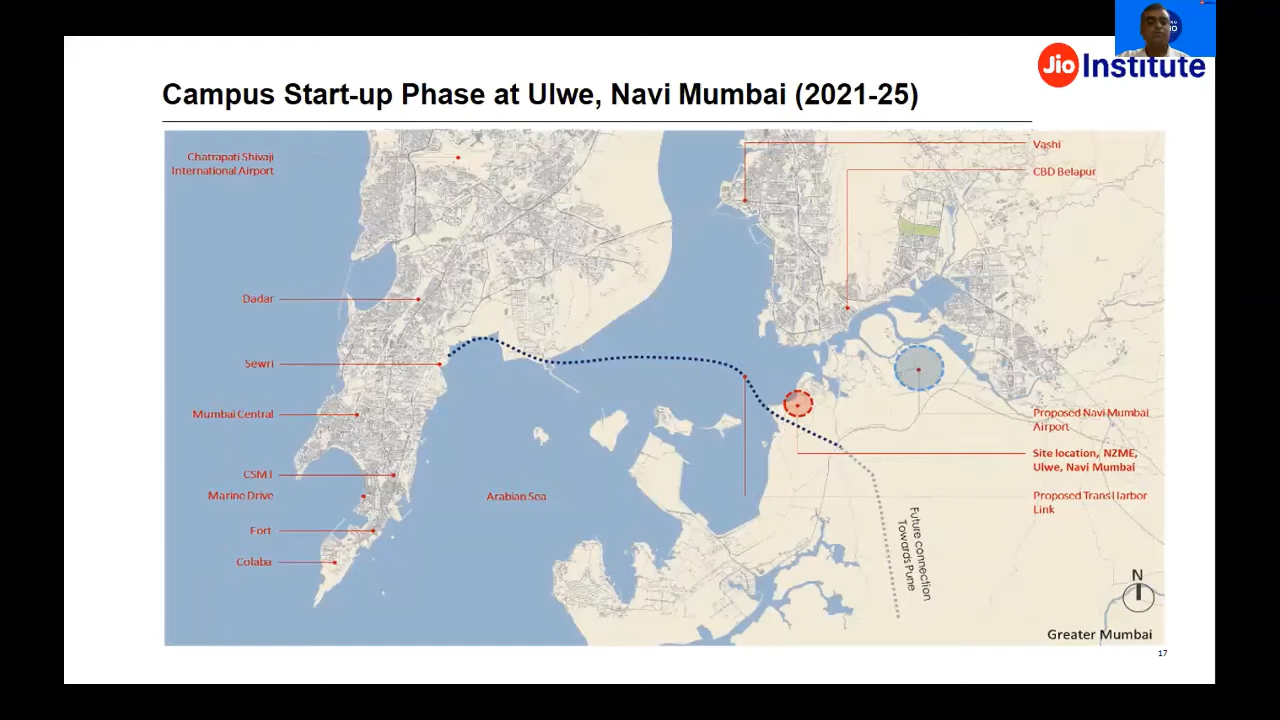 Jio Institute
Campus Start-up Phase at Ulwe, Navi Mumbai (2021-25)
Chatrapati Shivaji
International Airport
Vashi
CBD Belapur
Dadar
Sewri
Mumbai Central
Proposed Navi Mumbai
Airport
Site location, NZME,
Ulwe, Navi Mumbai
CSMT
Marine Drive
Arabian Sea
Proposed Trans Harbor
Link
Fort
Colaba
Future connection
Towards Pune
N
Greater Mumbai
17